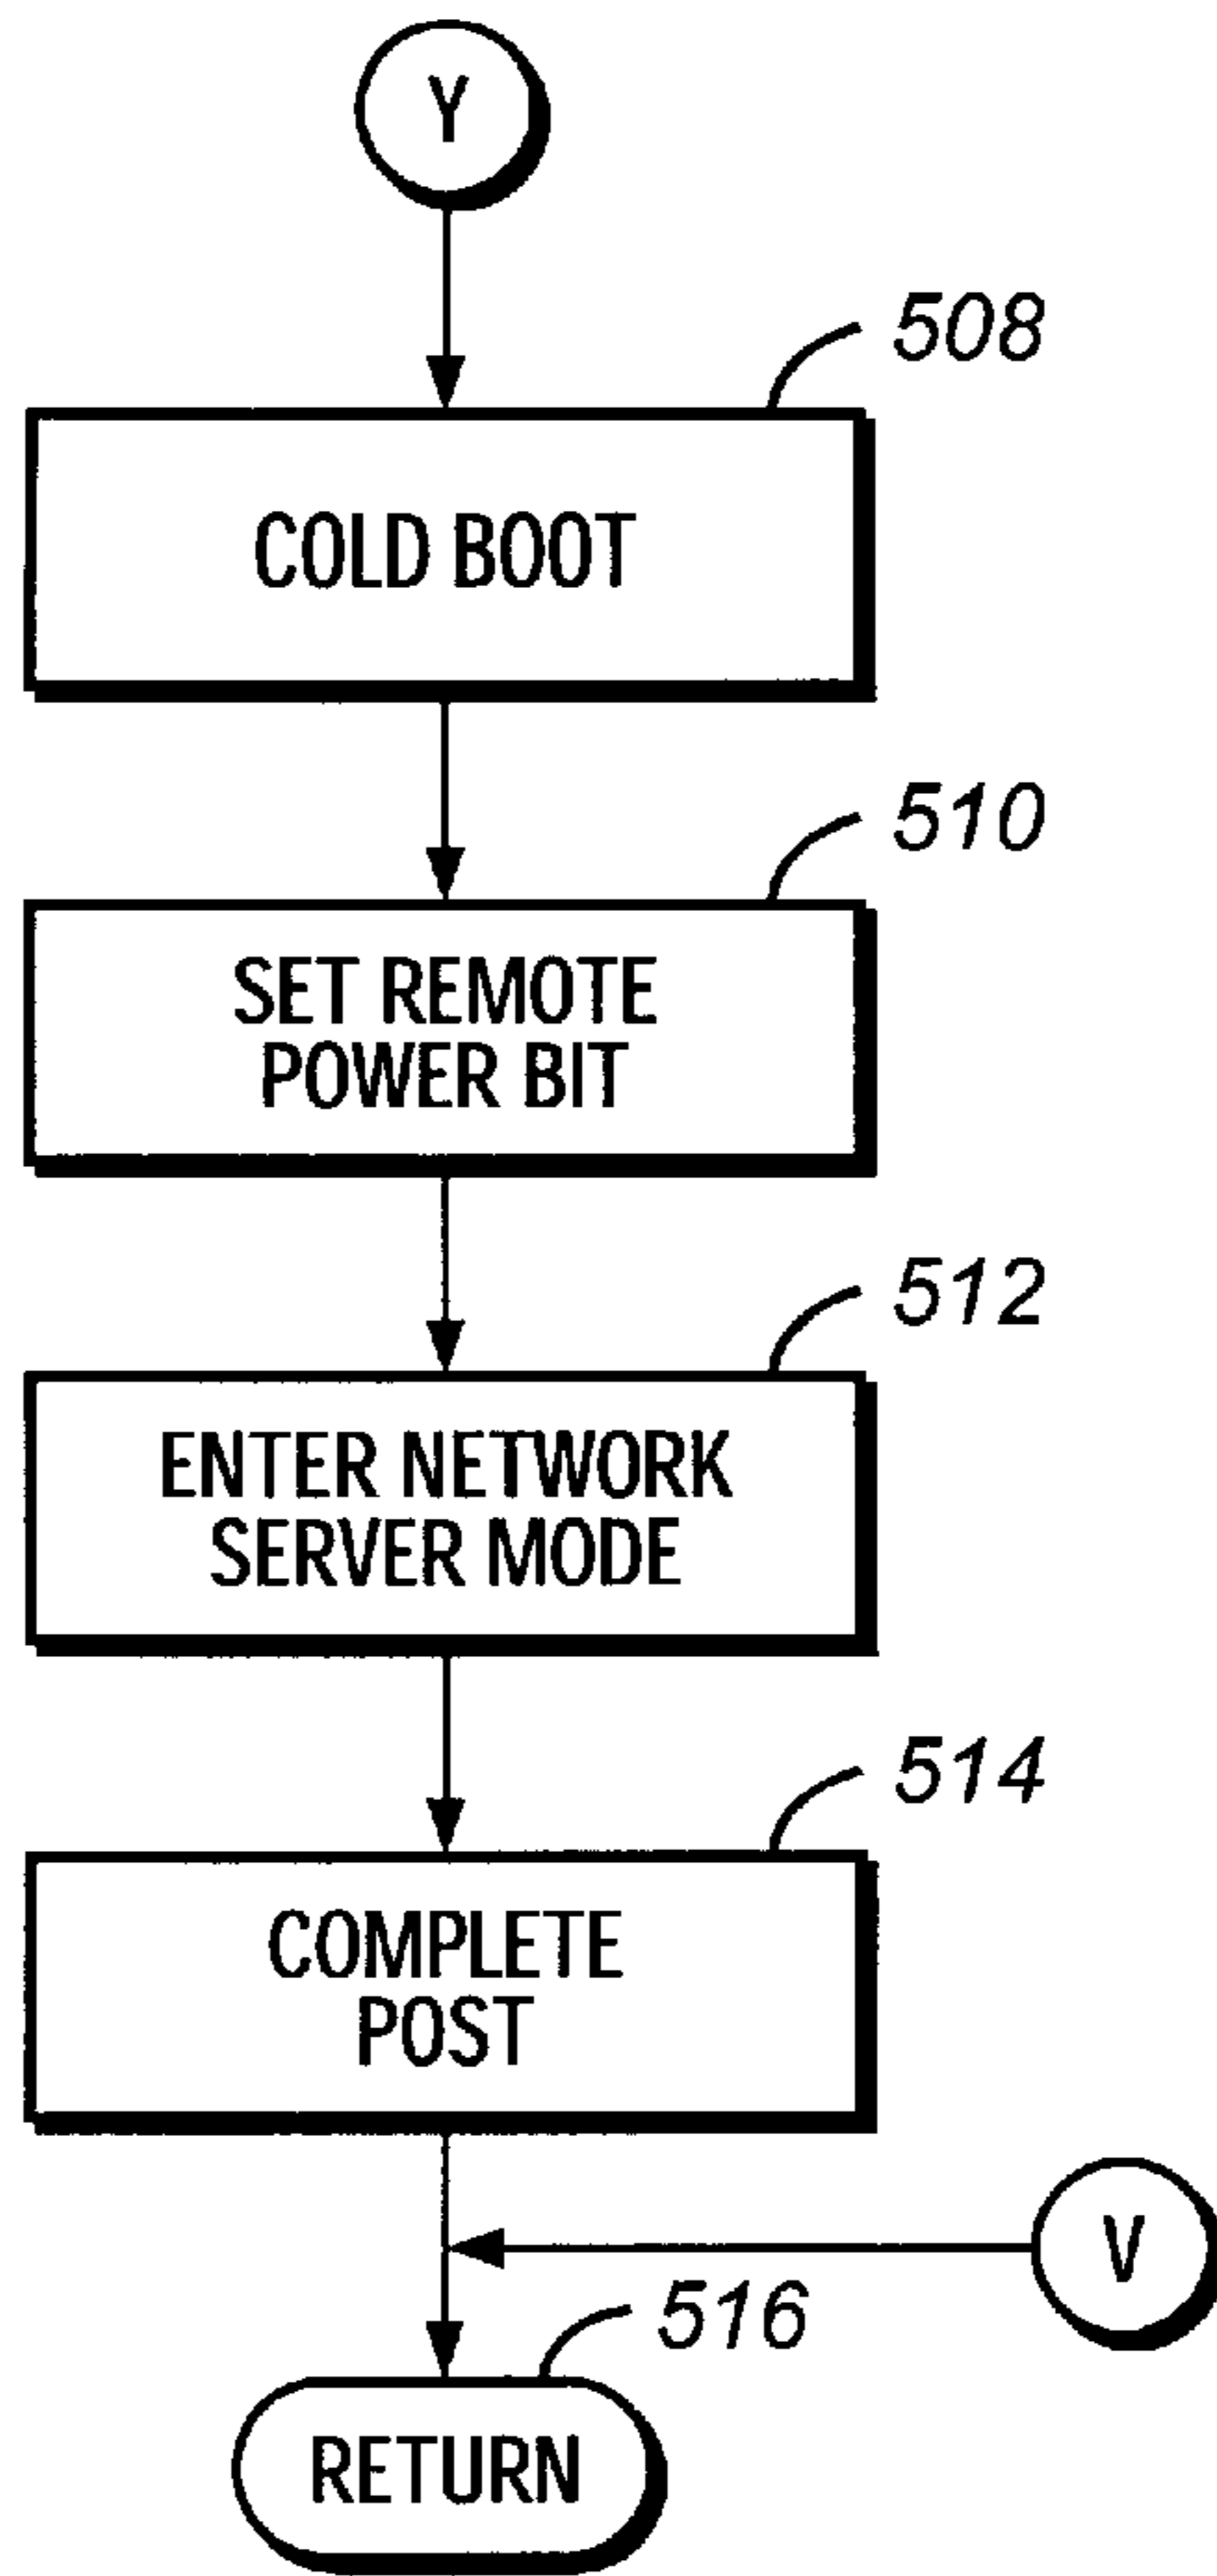 Y
508
COLD BOOT
510
SET REMOTE
POWER BIT
512
ENTER NETWORK
SERVER MODE
514
COMPLETE
POST
V
516
RETURN